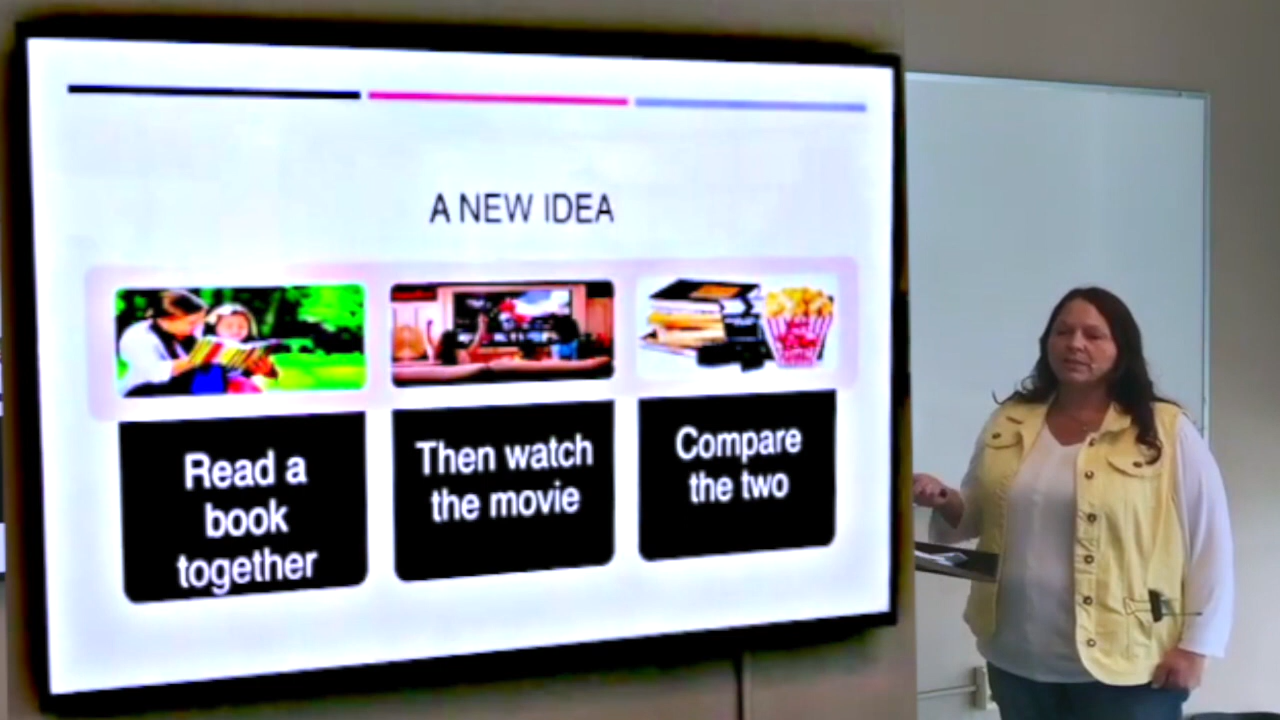 A NEW IDEA
Read a
book
together
Then watch
the movie
Compare
the two